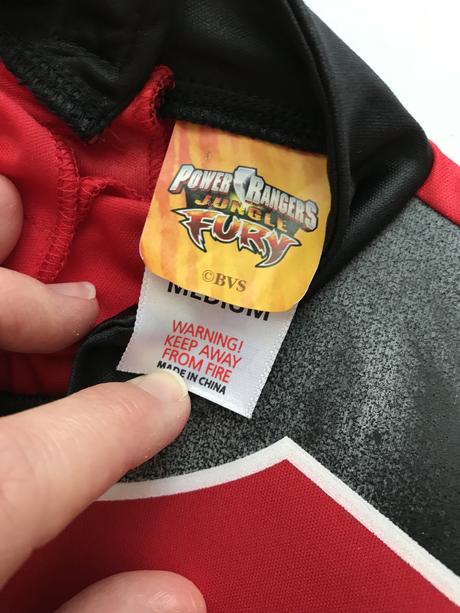 POWER RANGERS
JUNGLE
FURY
©BVS
MEDIUM
WARNING!
KEEP AWAY
FROM FIRE
MADE IN CHINA